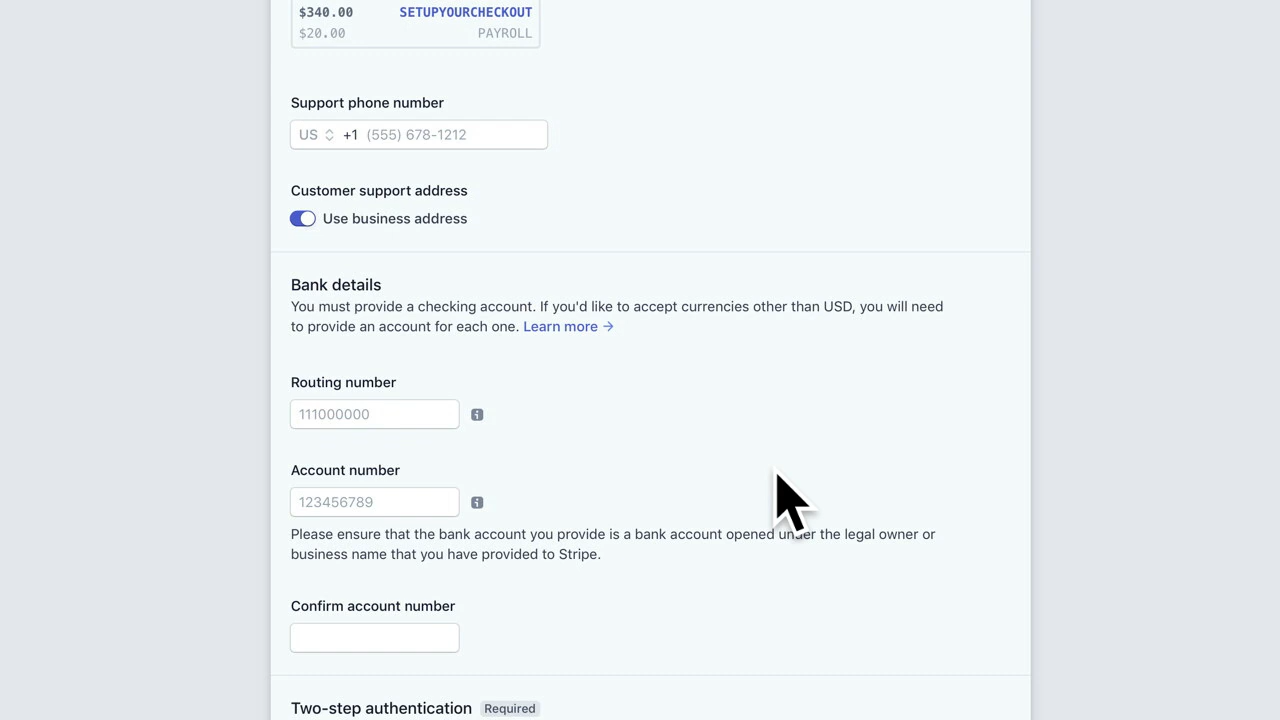 $340.00 SETUPYOURCHECKOUT
$20.00 PAYROLL
Support phone number
US +1 (555) 678-1212
Customer support address
Use business address
Bank details
You must provide a checking account. If you'd like to accept currencies other than USD, you will need
to provide an account for each one. Learn more →
Routing number
111000000
Account number
123456789
Please ensure that the bank account you provide is a bank account opened under the legal owner or
business name that you have provided to Stripe.
Confirm account number
Two-step authentication Required